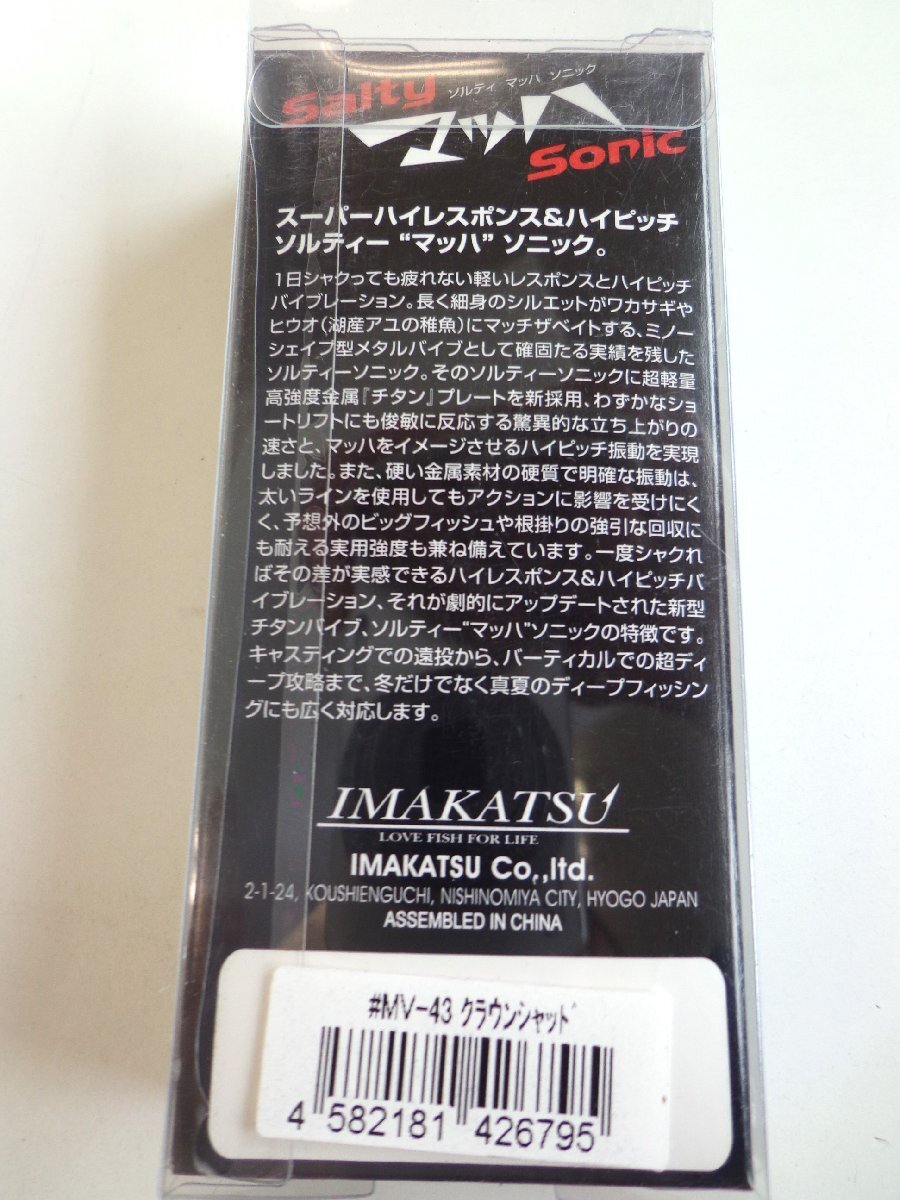 Salty
ソルティ マッハ ソニック
マッハ
Sonic
スーパーハイレスポンス&ハイピッチ
ソルティー“マッハ”ソニック。
1日シャクっても疲れない軽いレスポンスとハイピッチ
バイブレーション。長く細身のシルエットがワカサギや
ヒウオ(湖産アユの稚魚)にマッチザベイトする、ミノー
シェイプ型メタルバイブとして確固たる実績を残した
ソルティーソニック。そのソルティーソニックに超軽量
高強度金属『チタン』プレートを新採用、わずかなショ
ートリフトにも俊敏に反応する驚異的な立ち上がりの
速さと、マッハをイメージさせるハイピッチ振動を実現
しました。また、硬い金属素材の硬質で明確な振動は、
太いラインを使用してもアクションに影響を受けにく
く、予想外のビッグフィッシュや根掛りの強引な回収に
も耐える実用強度も兼ね備えています。一度シャクれ
ばその差が実感できるハイレスポンス&ハイピッチバ
イブレーション、それが劇的にアップデートされた新型
チタンバイブ、ソルティー“マッハ”ソニックの特徴です。
キャスティングでの遠投から、バーティカルでの超ディ
ープ攻略まで、冬だけでなく真夏のディープフィッシン
グにも広く対応します。
IMAKATSU
LOVE FISH FOR LIFE
IMAKATSU Co.,ltd.
2-1-24, KOUSHIENGUCHI, NISHINOMIYA CITY, HYOGO JAPAN
ASSEMBLED IN CHINA
#MV-43 クラウンシャッド
4 582181 426795